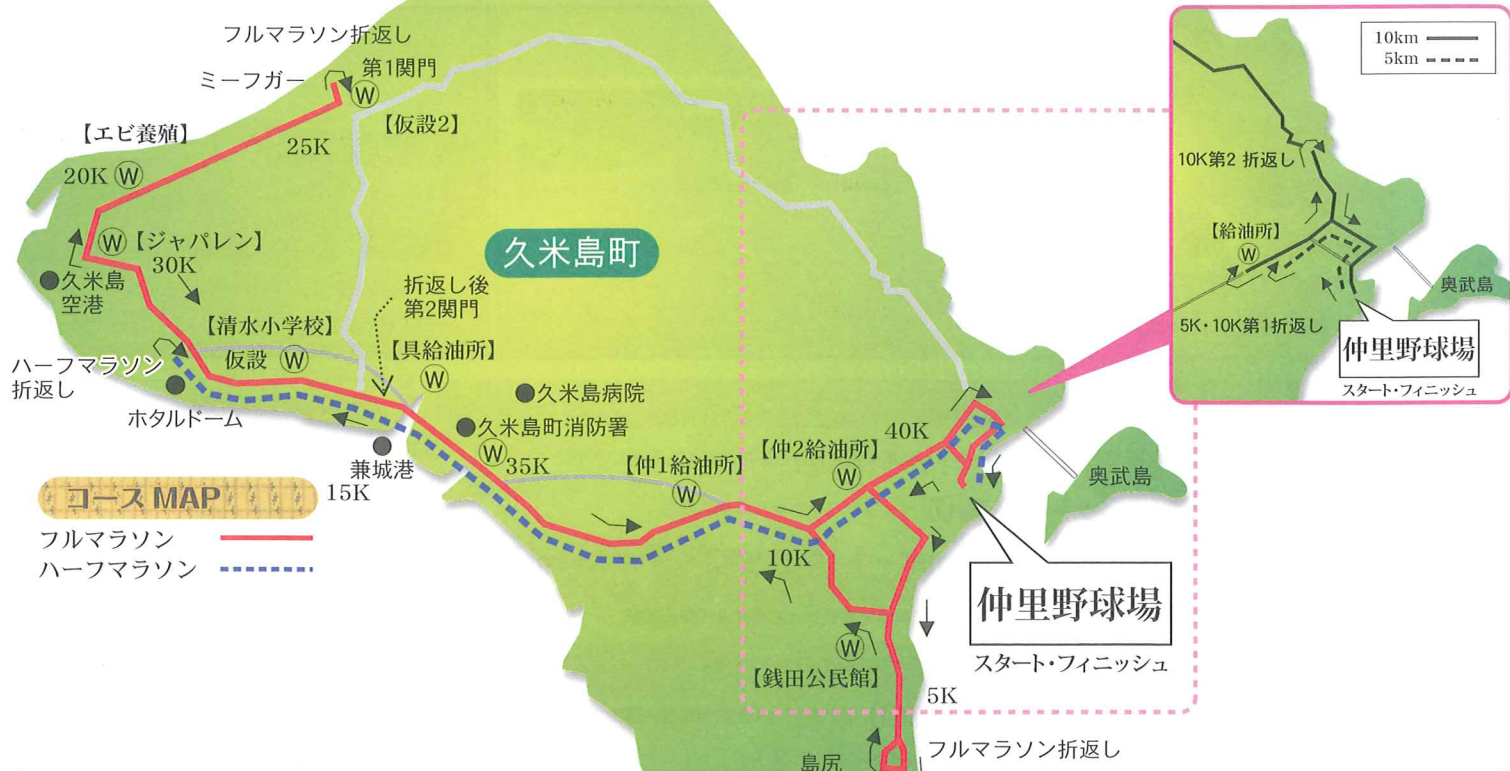 フルマラソン折返し
ミーフガー
第1関門
Ⓦ
【仮設2】
【エビ養殖】
25K
20K Ⓦ
Ⓦ【ジャパレン】
30K
久米島
空港
久米島町
折返し後
第2関門
【清水小学校】
仮設 Ⓦ
【具給油所】
Ⓦ
ハーフマラソン
折返し
ホタルドーム
久米島病院
久米島町消防署
Ⓦ
35K
兼城港
15K
【仲1給油所】
Ⓦ
【仲2給油所】
Ⓦ
40K
奥武島
10K
仲里野球場
スタート・フィニッシュ
Ⓦ
【銭田公民館】
5K
フルマラソン折返し
島尻
コースMAP
フルマラソン
ハーフマラソン
10km
5km
10K第2 折返し
【給油所】
Ⓦ
奥武島
5K・10K第1折返し
仲里野球場
スタート・フィニッシュ